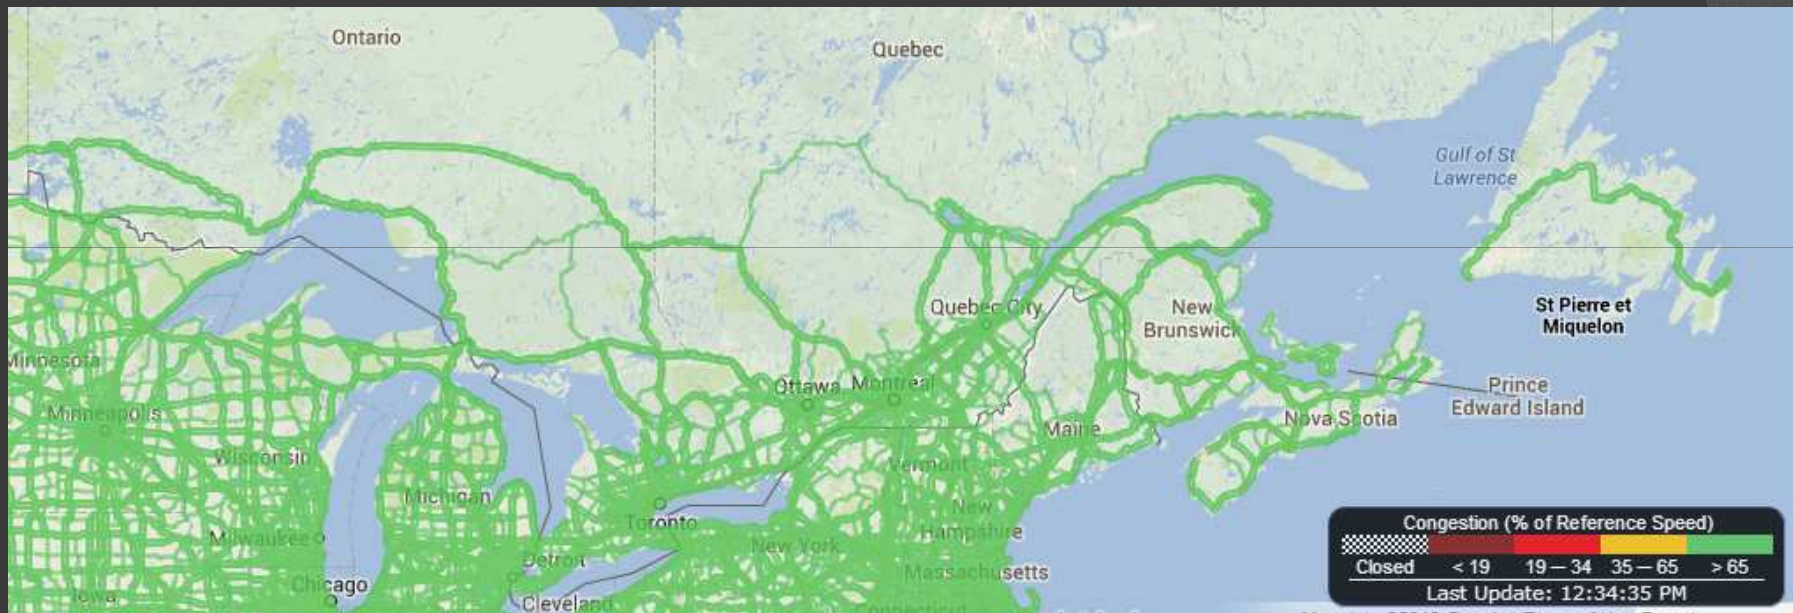 Ontario
Quebec
Gulf of St
Lawrence
Quebec City
New
Brunswick
St Pierre et
Miquelon
Minnesota
Ottawa
Montreal
Prince
Edward Island
Minneapolis
Nova Scotia
Maine
Wisconsin
Vermont
Michigan
New
Hampshire
Toronto
Milwaukee
New York
Detroit
Massachusetts
Chicago
Iowa
Cleveland
Congestion (% of Reference Speed)
Closed < 19 19 – 34 35 – 65 > 65
Last Update: 12:34:35 PM